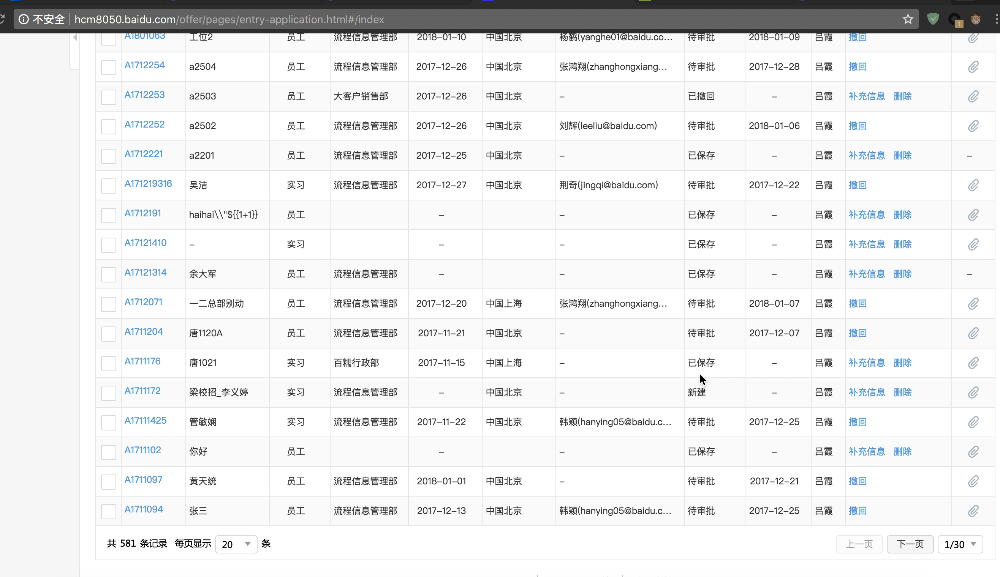 不安全 hcm8050.baidu.com/offer/pages/entry-application.html#/index
A1801063 工位2 员工 流程信息管理部 2018-01-10 中国北京 杨鹤(yanghe01@baidu.co... 待审批 2018-01-09 吕霞 撤回
A1712254 a2504 员工 流程信息管理部 2017-12-26 中国北京 张鸿翔(zhanghongxiang... 待审批 2017-12-28 吕霞 撤回
A1712253 a2503 员工 大客户销售部 2017-12-26 中国北京 - 已撤回 - 吕霞 补充信息 删除
A1712252 a2502 员工 流程信息管理部 2017-12-26 中国北京 刘辉(leeliu@baidu.com) 待审批 2018-01-06 吕霞 撤回
A1712221 a2201 员工 流程信息管理部 2017-12-25 中国北京 - 已保存 - 吕霞 补充信息 删除 -
A171219316 吴洁 实习 流程信息管理部 2017-12-27 中国北京 荆奇(jingqi@baidu.com) 待审批 2017-12-22 吕霞 撤回
A1712191 haihai\\"${{1+1}} 员工 - - 已保存 - 吕霞 补充信息 删除
A17121410 - 实习 - - 已保存 - 吕霞 补充信息 删除
A17121314 余大军 员工 流程信息管理部 - - 已保存 - 吕霞 补充信息 删除 -
A1712071 一二总部别动 员工 流程信息管理部 2017-12-20 中国上海 张鸿翔(zhanghongxiang... 待审批 2018-01-07 吕霞 撤回
A1711204 唐1120A 员工 流程信息管理部 2017-11-21 中国北京 - 待审批 2017-12-07 吕霞 撤回
A1711176 唐1021 实习 百糯行政部 2017-11-15 中国上海 - 已保存 - 吕霞 补充信息 删除
A1711172 梁校招_李义婷 实习 流程信息管理部 - 中国北京 - 新建 - 吕霞 补充信息 删除
A17111425 管敏娴 实习 流程信息管理部 2017-11-22 中国北京 韩颖(hanying05@baidu.c... 待审批 2017-12-25 吕霞 撤回
A1711102 你好 员工 - - 已保存 - 吕霞 补充信息 删除
A1711097 黄天统 员工 流程信息管理部 2018-01-01 中国北京 - 待审批 2017-12-21 吕霞 撤回
A1711094 张三 员工 流程信息管理部 2017-12-13 中国北京 韩颖(hanying05@baidu.c... 待审批 2017-12-25 吕霞 撤回
共 581 条记录 每页显示 20 条 上一页 下一页 1/30